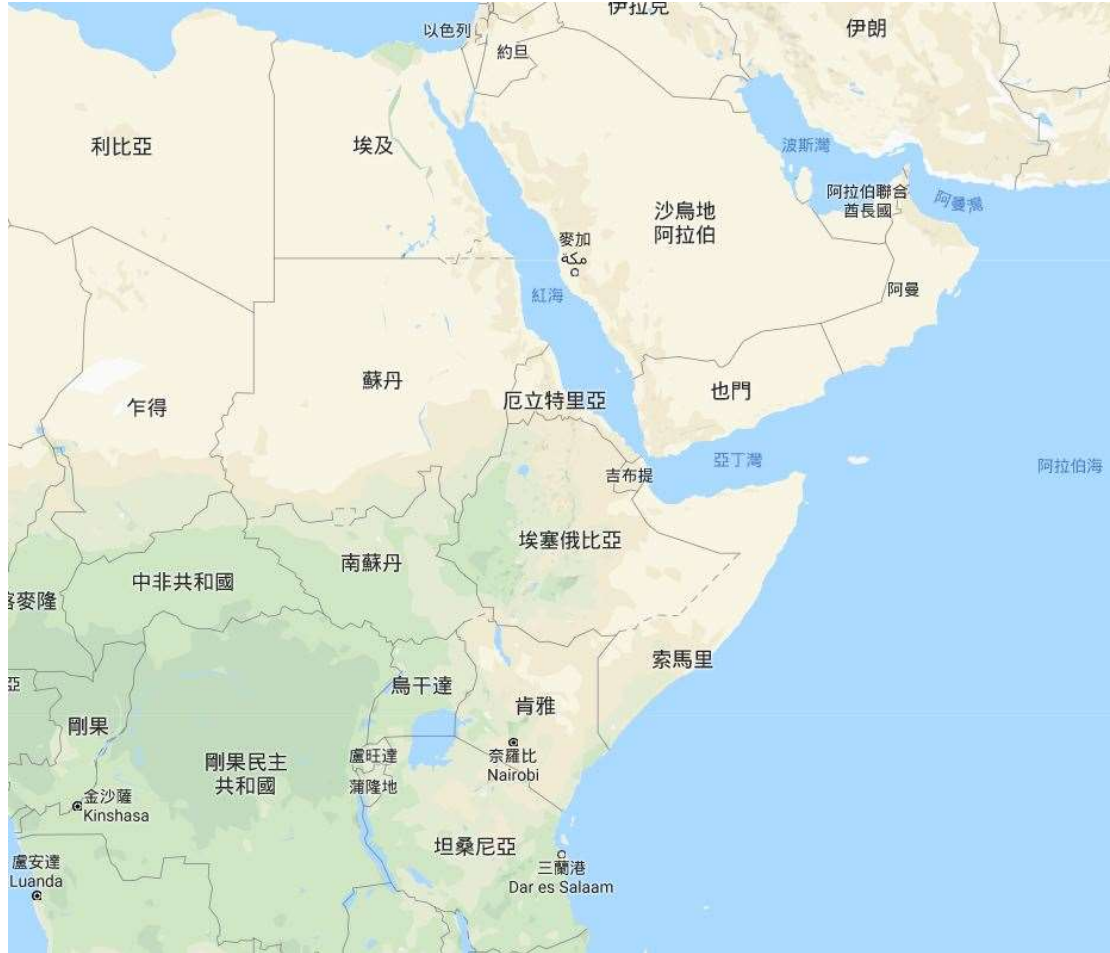 伊拉克
伊朗
以色列
約旦
利比亞
埃及
波斯灣
阿拉伯聯合
酋長國
阿曼灣
沙烏地
阿拉伯
麥加
مكة
阿曼
紅海
蘇丹
也門
乍得
厄立特里亞
亞丁灣
阿拉伯海
吉布提
埃塞俄比亞
南蘇丹
中非共和國
喀麥隆
索馬里
烏干達
亞
肯雅
剛果
盧旺達
奈羅比
Nairobi
剛果民主
共和國
蒲隆地
金沙薩
Kinshasa
坦桑尼亞
盧安達
Luanda
三蘭港
Dar es Salaam